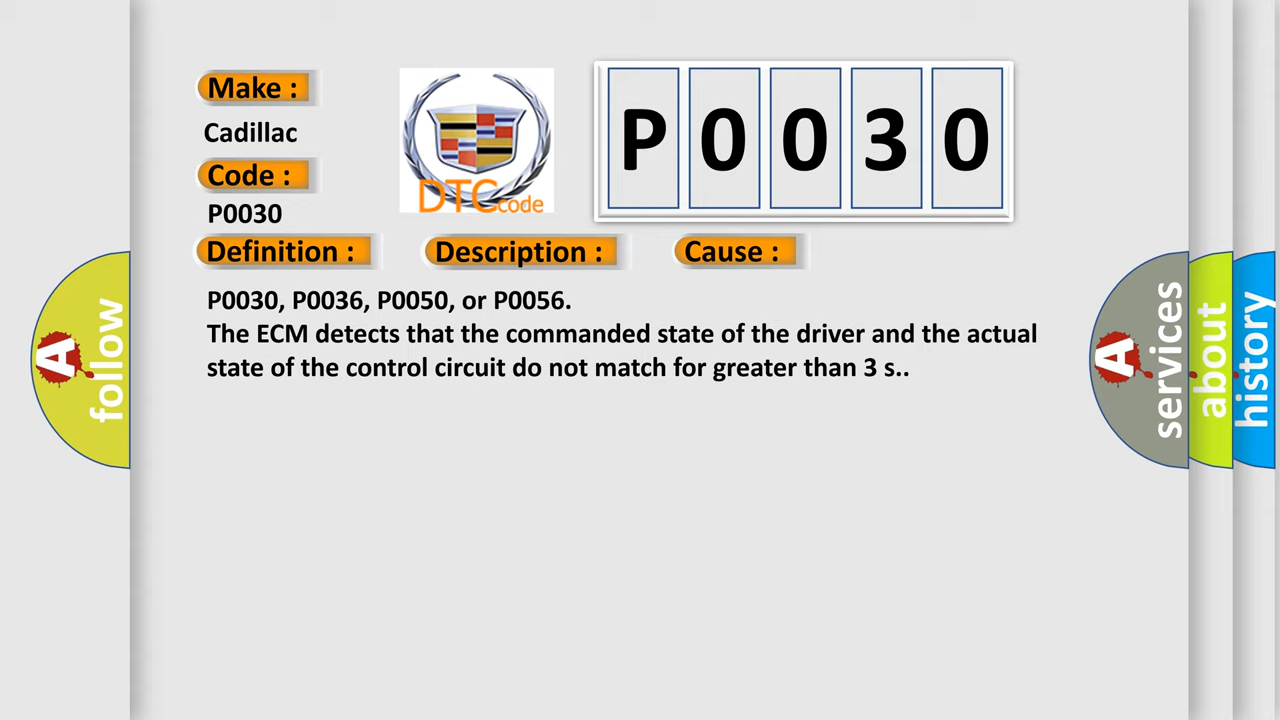 Make :
Cadillac
Code :
P0030
DTC code
P 0 0 3 0
Definition :
Description :
Cause :
P0030, P0036, P0050, or P0056.
The ECM detects that the commanded state of the driver and the actual
state of the control circuit do not match for greater than 3 s..
A
follow
A
services
about
history